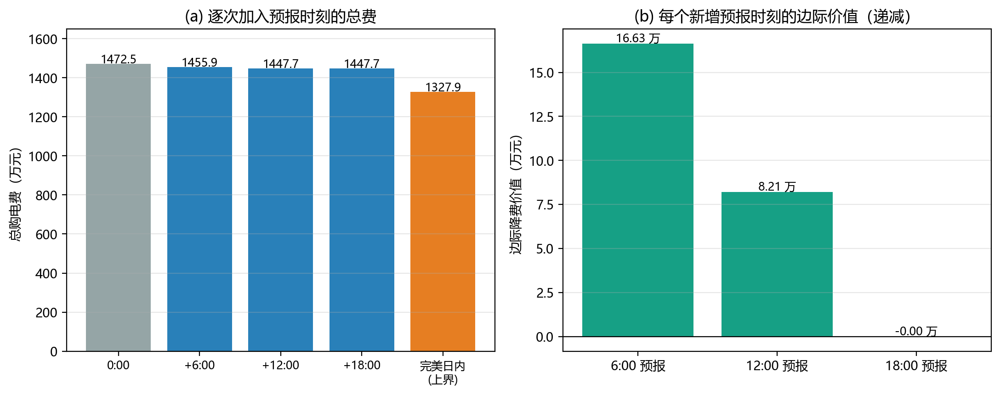 (a) 逐次加入预报时刻的总费
总购电费（万元）
1600
1400
1200
1000
800
600
400
200
0
1472.5
1455.9
1447.7
1447.7
1327.9
0:00
+6:00
+12:00
+18:00
完美日内
(上界)
(b) 每个新增预报时刻的边际价值（递减）
边际降费价值（万元）
15.0
12.5
10.0
7.5
5.0
2.5
0.0
16.63 万
8.21 万
-0.00 万
6:00 预报
12:00 预报
18:00 预报